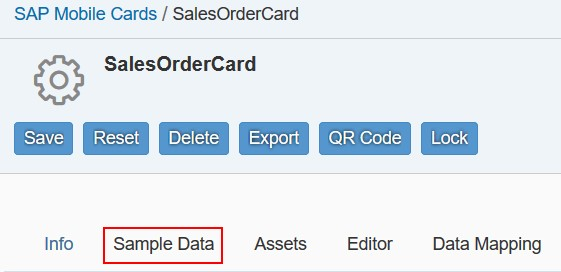 SAP Mobile Cards / SalesOrderCard
SalesOrderCard
Save Reset Delete Export QR Code Lock
Info Sample Data Assets Editor Data Mapping